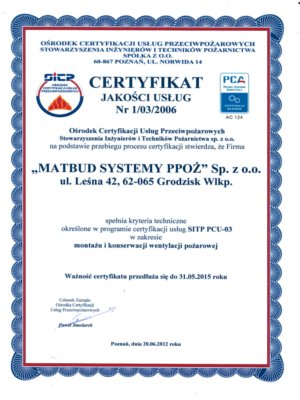 OŚRODEK CERTYFIKACJI USŁUG PRZECIWPOŻAROWYCH
STOWARZYSZENIA INŻYNIERÓW I TECHNIKÓW POŻARNICTWA
SPÓŁKA Z O.O.
60-867 POZNAŃ, UL. NORWIDA 14
SITP
PCA
CERTYFIKAT
JAKOŚCI USŁUG
Nr 1/03/2006
AC 124
Ośrodek Certyfikacji Usług Przeciwpożarowych
Stowarzyszenia Inżynierów i Techników Pożarnictwa sp. z o.o.
na podstawie przebiegu procesu certyfikacji stwierdza, że Firma
„MATBUD SYSTEMY PPOŻ” Sp. z o.o.
ul. Leśna 42, 62-065 Grodzisk Wlkp.
spełnia kryteria techniczne
określone w programie certyfikacji usług SITP PCU-03
w zakresie
montażu i konserwacji wentylacji pożarowej
Ważność certyfikatu przedłuża się do 31.05.2015 roku
Członek Zarządu
Ośrodka Certyfikacji
Usług Przeciwpożarowych
Poznań, dnia 20.06.2012 roku